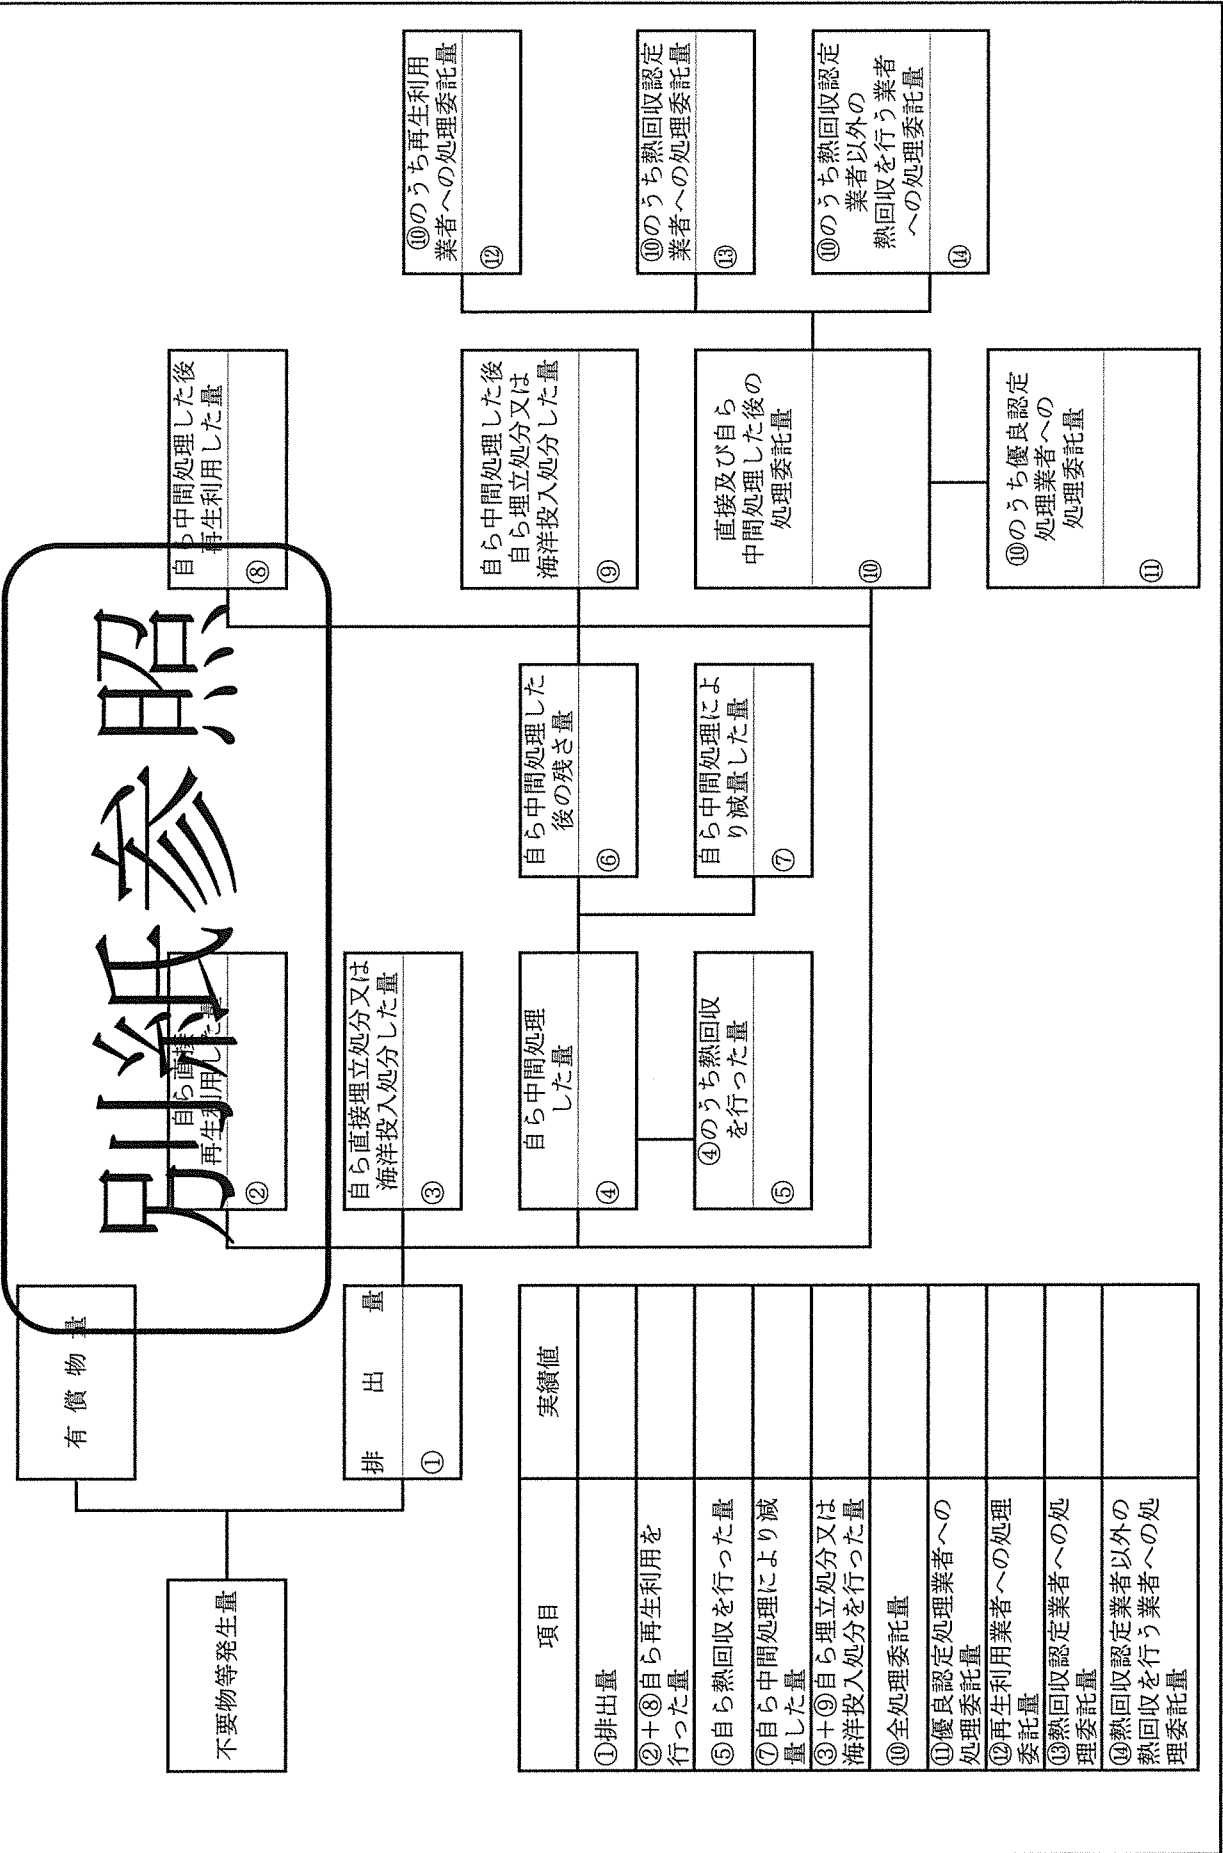 別紙参照
不要物等発生量
有償物量
排出量
①
自ら直接
再生利用した量
②
自ら直接埋立処分又は
海洋投入処分した量
③
自ら中間処理
した量
④
④のうち熱回収
を行った量
⑤
自ら中間処理した
後の残さ量
⑥
自ら中間処理によ
り減量した量
⑦
自ら中間処理した後
再生利用した量
⑧
自ら中間処理した後
自ら埋立処分又は
海洋投入処分した量
⑨
直接及び自ら
中間処理した後の
処理委託量
⑩
⑩のうち優良認定
処理業者への
処理委託量
⑪
⑩のうち再生利用
業者への処理委託量
⑫
⑩のうち熱回収認定
業者への処理委託量
⑬
⑩のうち熱回収認定
業者以外の
熱回収を行う業者
への処理委託量
⑭
項目 実績値
①排出量
②+⑧自ら再生利用を
行った量
⑤自ら熱回収を行った量
⑦自ら中間処理により減
量した量
③+⑨自ら埋立処分又は
海洋投入処分を行った量
⑩全処理委託量
⑪優良認定処理業者への
処理委託量
⑫再生利用業者への処理
委託量
⑬熱回収認定業者への処
理委託量
⑭熱回収認定業者以外の
熱回収を行う業者への処
理委託量